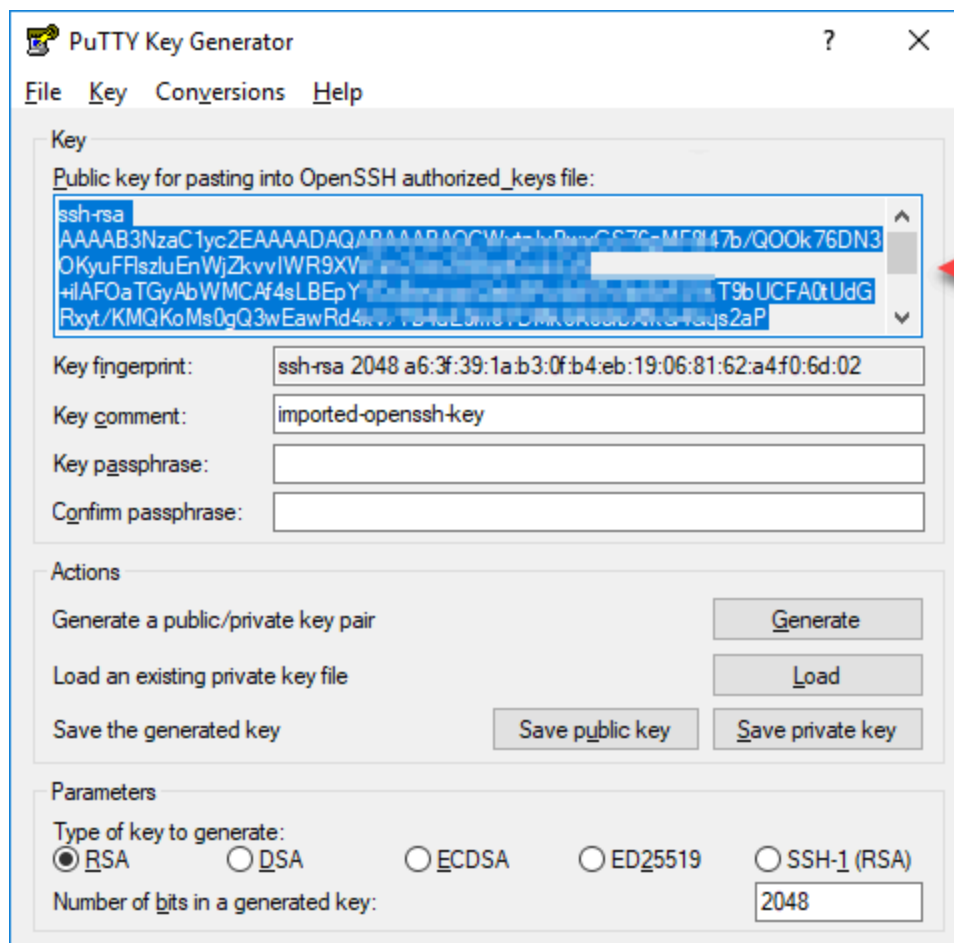 PuTTY Key Generator
?
File Key Conversions Help
Key
Public key for pasting into OpenSSH authorized_keys file:
ssh-rsa
OKyuFFlszluEnWjZkvvIWR9XW
+ilAFOaTGyAbWMCAf4sLBEpY T9bUCFA0tUdG
Key fingerprint: ssh-rsa 2048 a6:3f:39:1a:b3:0f:b4:eb:19:06:81:62:a4:f0:6d:02
Key comment: imported-openssh-key
Key passphrase:
Confirm passphrase:
Actions
Generate a public/private key pair Generate
Load an existing private key file Load
Save the generated key Save public key Save private key
Parameters
Type of key to generate:
RSA DSA ECDSA ED25519 SSH-1 (RSA)
Number of bits in a generated key: 2048